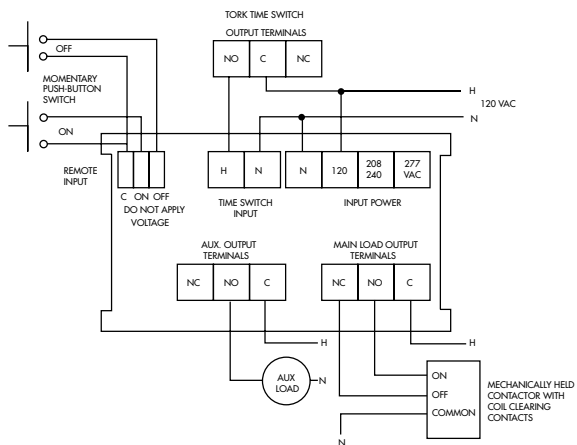 TORK TIME SWITCH
OUTPUT TERMINALS
NO C NC
OFF
MOMENTARY
PUSH-BUTTON
SWITCH
ON
H
120 VAC
N
REMOTE
INPUT
C ON OFF
DO NOT APPLY
VOLTAGE
H N
TIME SWITCH
INPUT
N 120 208
240 277
VAC
INPUT POWER
AUX. OUTPUT
TERMINALS
NC NO C
MAIN LOAD OUTPUT
TERMINALS
NC NO C
H
H
AUX
LOAD
N
ON
OFF
COMMON
MECHANICALLY HELD
CONTACTOR WITH
COIL CLEARING
CONTACTS
N